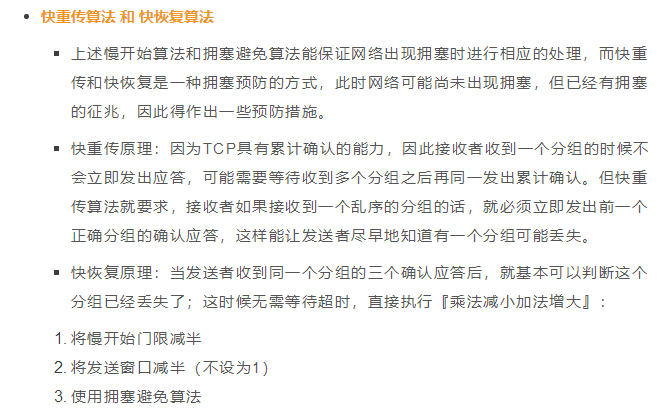 快重传算法 和 快恢复算法
上述慢开始算法和拥塞避免算法能保证网络出现拥塞时进行相应的处理，而快重
传和快恢复是一种拥塞预防的方式，此时网络可能尚未出现拥塞，但已经有拥塞
的征兆，因此得作出一些预防措施。
快重传原理：因为TCP具有累计确认的能力，因此接收者收到一个分组的时候不
会立即发出应答，可能需要等待收到多个分组之后再同一发出累计确认。但快重
传算法就要求，接收者如果接收到一个乱序的分组的话，就必须立即发出前一个
正确分组的确认应答，这样能让发送者尽早地知道有一个分组可能丢失。
快恢复原理：当发送者收到同一个分组的三个确认应答后，就基本可以判断这个
分组已经丢失了；这时候无需等待超时，直接执行『乘法减小加法增大』：
1. 将慢开始门限减半
2. 将发送窗口减半（不设为1）
3. 使用拥塞避免算法